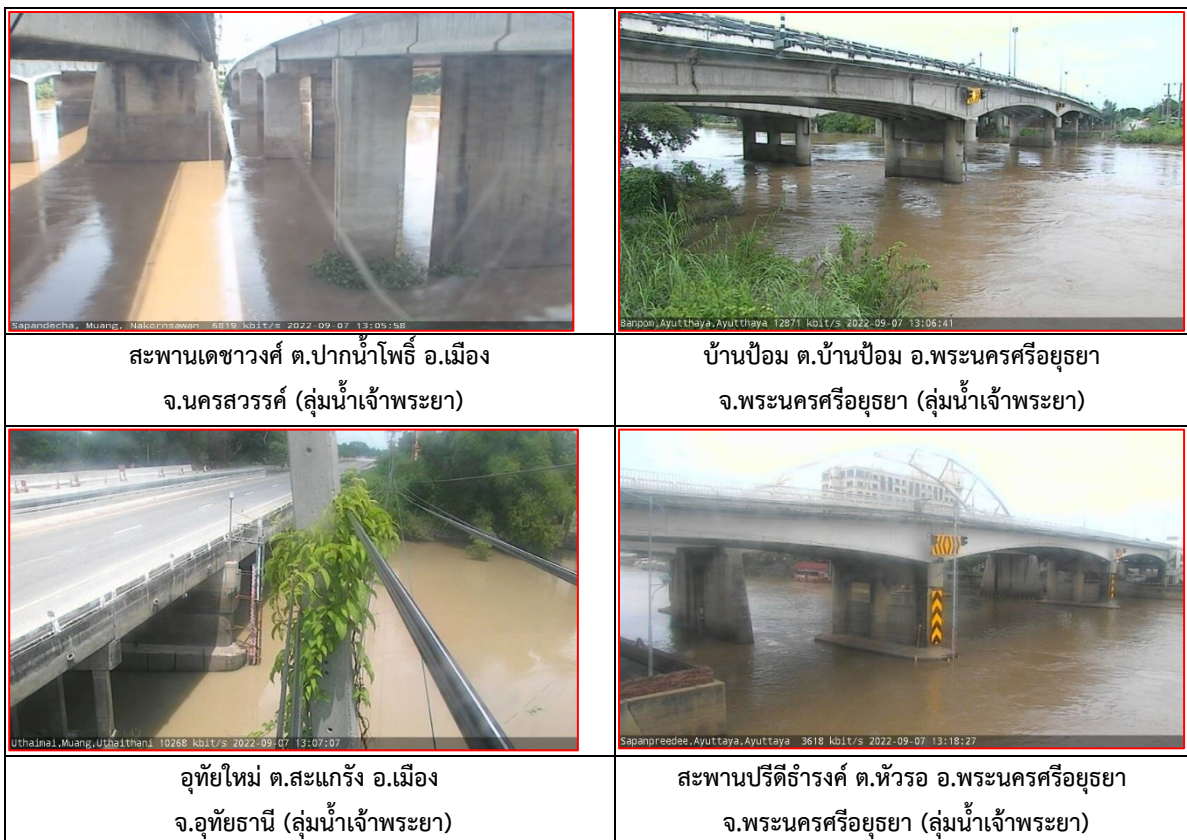 Sapandecha, Muang, Nakornsawan 6819 kbit/s 2022-09-07 13:05:58
Banpom,Ayutthaya,Ayutthaya 12871 kbit/s 2022-09-07 13:06:41
สะพานเดชาวงศ์ ต.ปากน้ำโพธิ์ อ.เมือง
จ.นครสวรรค์ (ลุ่มน้ำเจ้าพระยา)
บ้านป้อม ต.บ้านป้อม อ.พระนครศรีอยุธยา
จ.พระนครศรีอยุธยา (ลุ่มน้ำเจ้าพระยา)
Uthaimai,Muang,Uthaithani 10268 kbit/s 2022-09-07 13:07:07
Sapanpreedee,Ayuttaya,Ayuttaya 3618 kbit/s 2022-09-07 13:18:27
อุทัยใหม่ ต.สะแกรัง อ.เมือง
จ.อุทัยธานี (ลุ่มน้ำเจ้าพระยา)
สะพานปรีดีธำรงค์ ต.หัวรอ อ.พระนครศรีอยุธยา
จ.พระนครศรีอยุธยา (ลุ่มน้ำเจ้าพระยา)